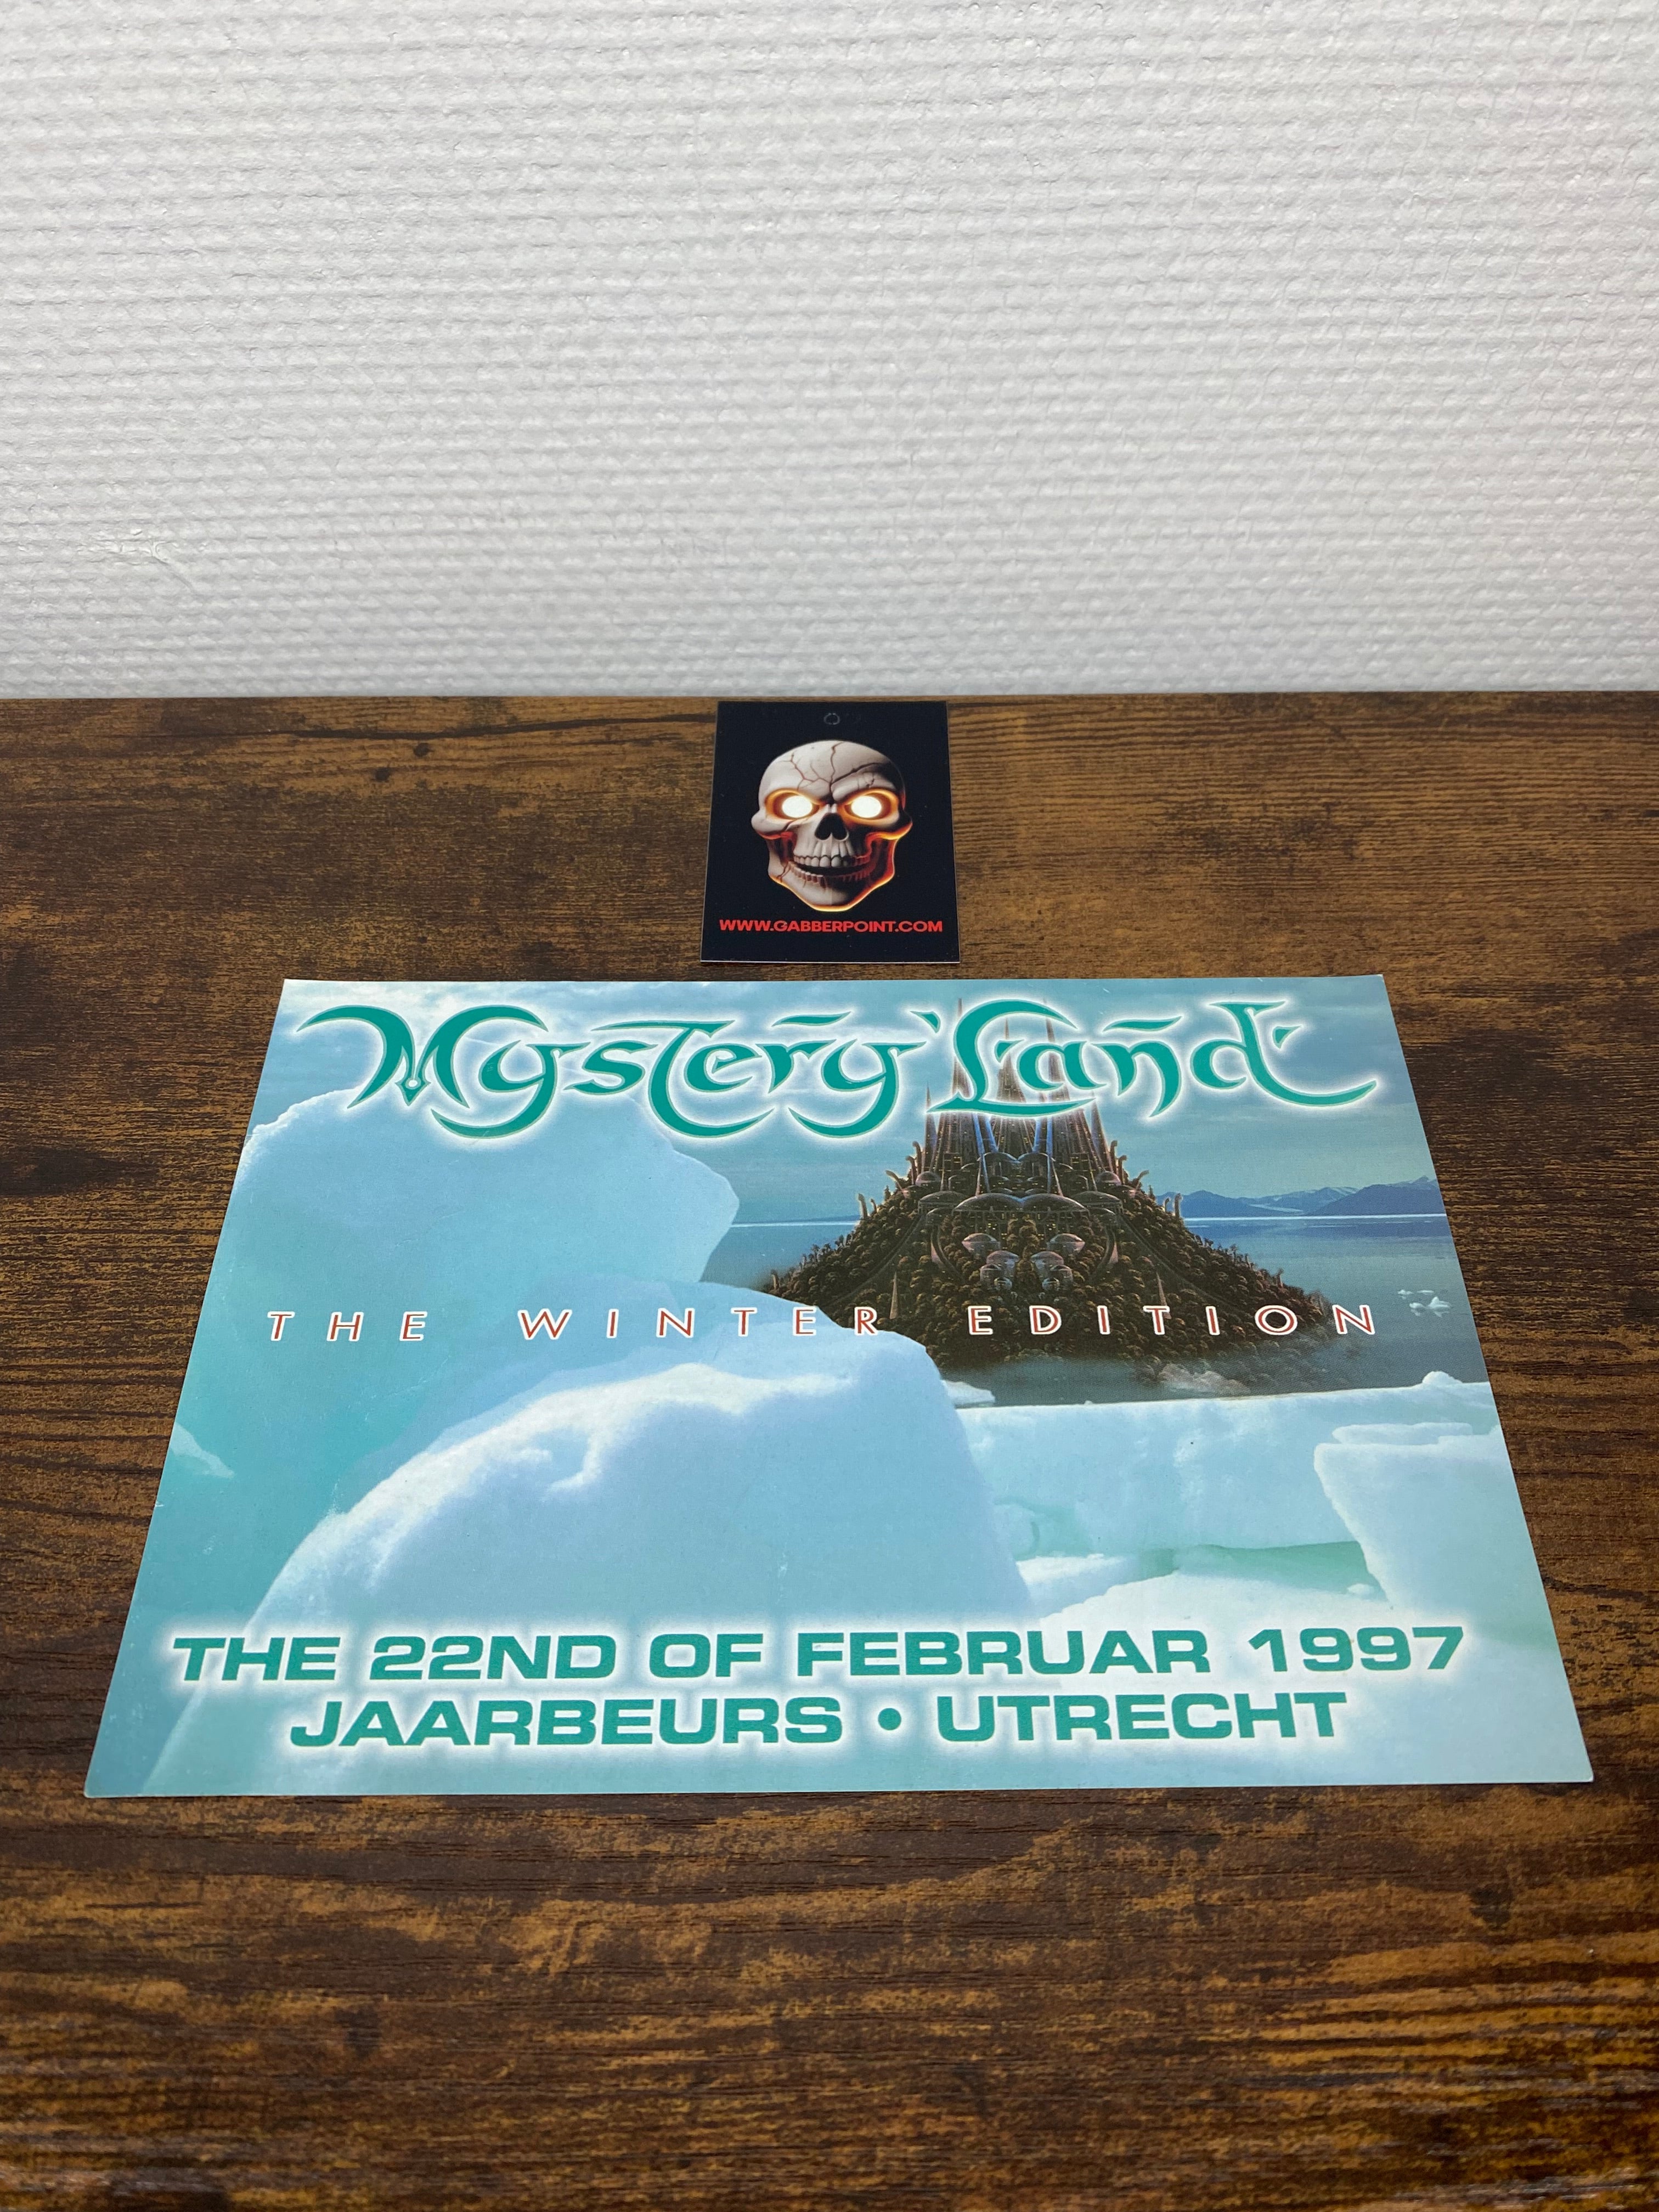 WWW.GABBERPOINT.COM
Mystery Land
THE WINTER EDITION
THE 22ND OF FEBRUAR 1997
JAARBEURS • UTRECHT